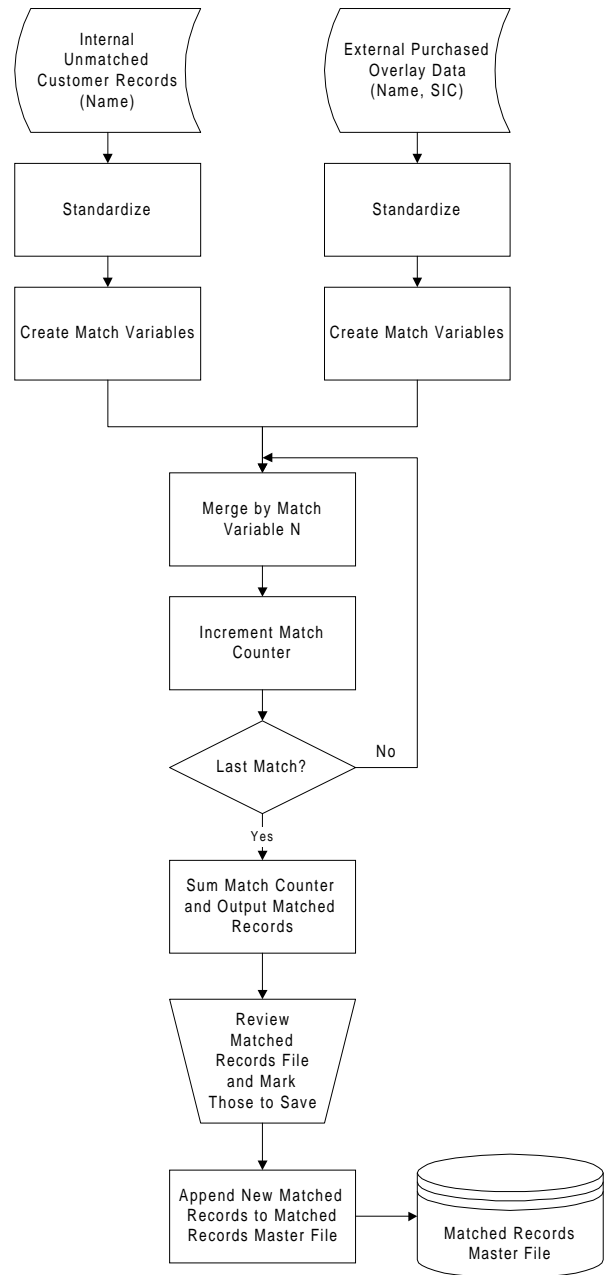 Internal
Unmatched
Customer Records
(Name)
External Purchased
Overlay Data
(Name, SIC)
Standardize
Standardize
Create Match Variables
Create Match Variables
Merge by Match
Variable N
Increment Match
Counter
Last Match?
No
Yes
Sum Match Counter
and Output Matched
Records
Review
Matched
Records File
and Mark
Those to Save
Append New Matched
Records to Matched
Records Master File
Matched Records
Master File